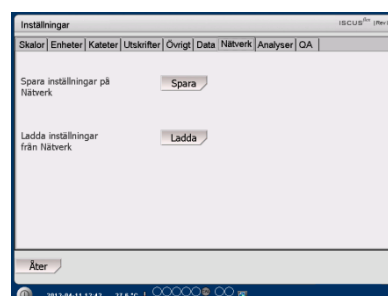 Inställningar
ISCUS
Skalor Enheter Kateter Utskrifter Övrigt Data Nätverk Analyser QA
Spara inställningar på
Nätverk
Spara
Ladda inställningar
från Nätverk
Ladda
Åter